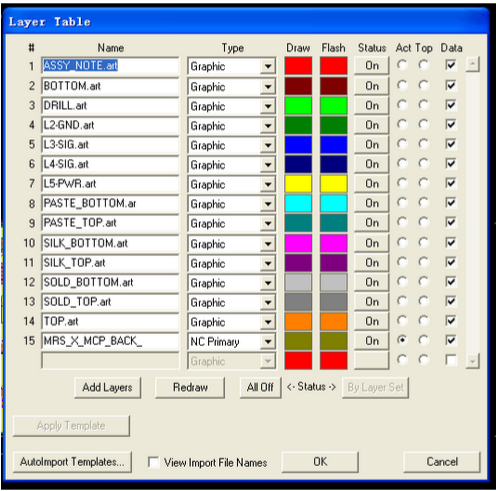 Layer Table
# Name Type Draw Flash Status Act Top Data
1 ASSY_NOTE.art Graphic On
2 BOTTOM.art Graphic On
3 DRILL.art Graphic On
4 L2-GND.art Graphic On
5 L3-SIG.art Graphic On
6 L4-SIG.art Graphic On
7 L5-PWR.art Graphic On
8 PASTE_BOTTOM.ar Graphic On
9 PASTE_TOP.art Graphic On
10 SILK_BOTTOM.art Graphic On
11 SILK_TOP.art Graphic On
12 SOLD_BOTTOM.art Graphic On
13 SOLD_TOP.art Graphic On
14 TOP.art Graphic On
15 MRS_X_MCP_BACK_ NC Primary On
Graphic
Add Layers Redraw All Off <- Status -> By Layer Set
Apply Template
AutoImport Templates... View Import File Names OK Cancel